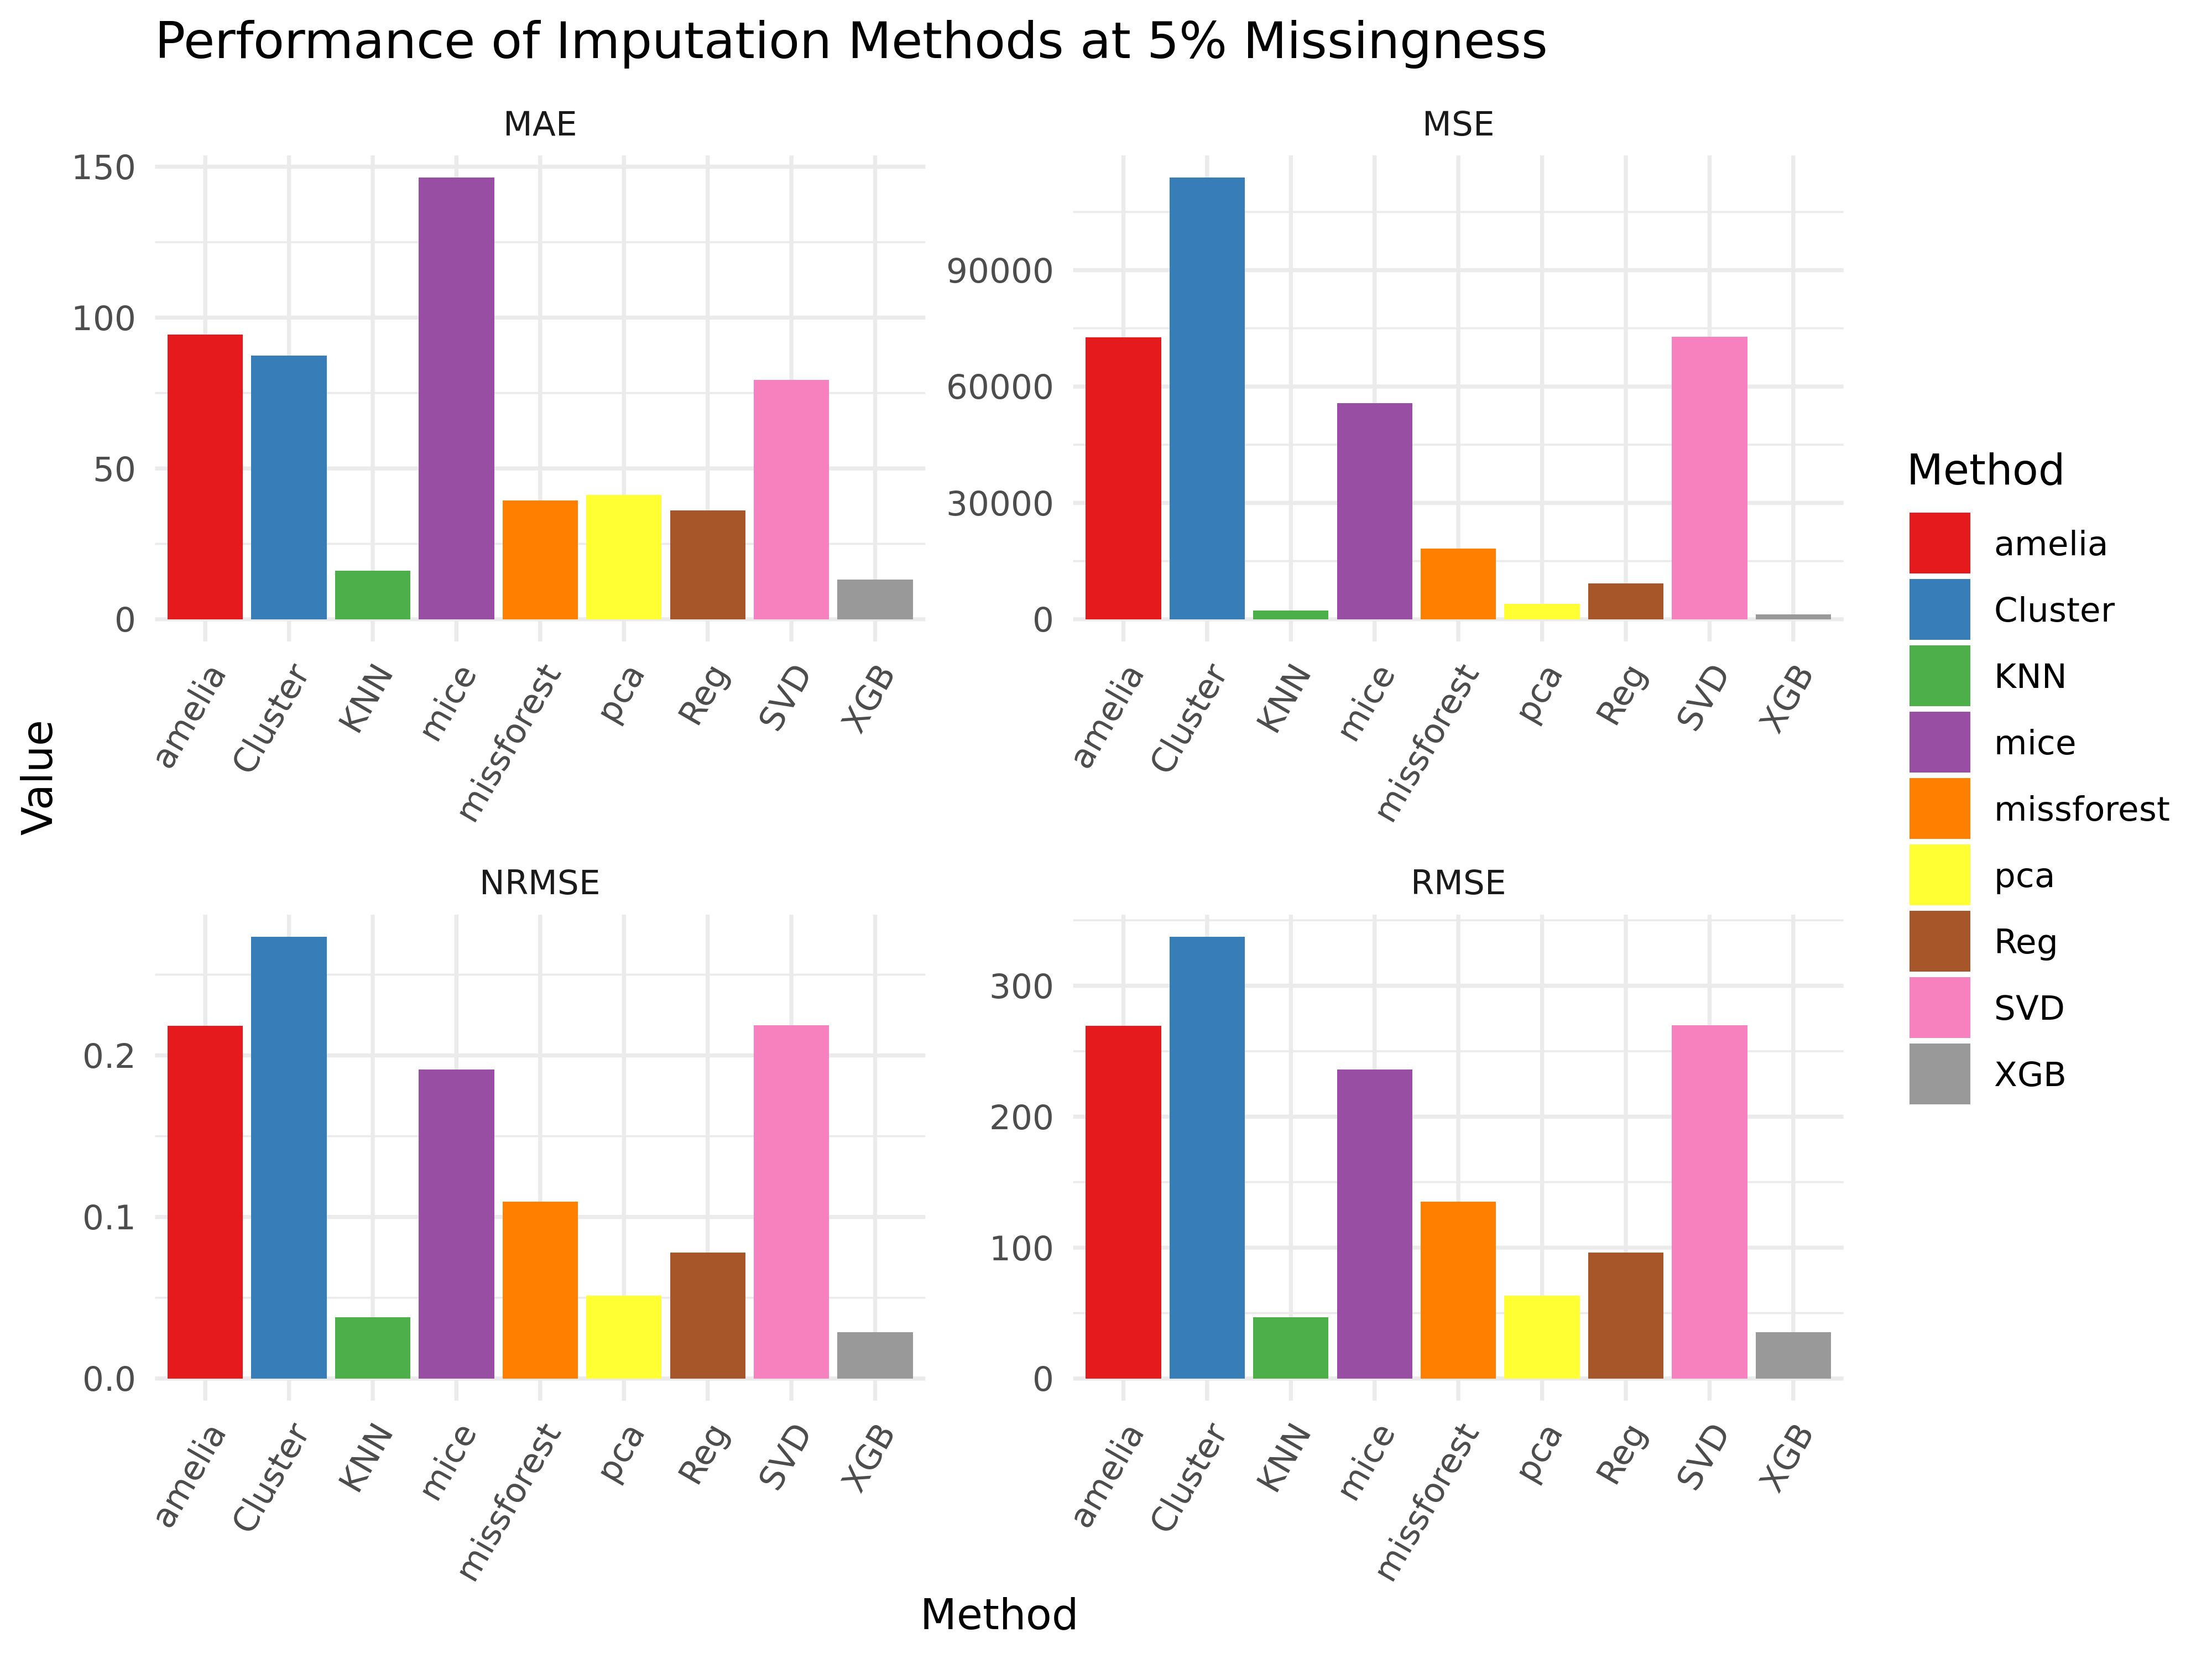 Performance of Imputation Methods at 5% Missingness
MAE
MSE
150
100
50
0
90000
60000
30000
0
amelia
Cluster
KNN
mice
missforest
pca
Reg
SVD
XGB
amelia
Cluster
KNN
mice
missforest
pca
Reg
SVD
XGB
Value
NRMSE
RMSE
0.2
0.1
0.0
300
200
100
0
amelia
Cluster
KNN
mice
missforest
pca
Reg
SVD
XGB
amelia
Cluster
KNN
mice
missforest
pca
Reg
SVD
XGB
Method
Method
amelia
Cluster
KNN
mice
missforest
pca
Reg
SVD
XGB